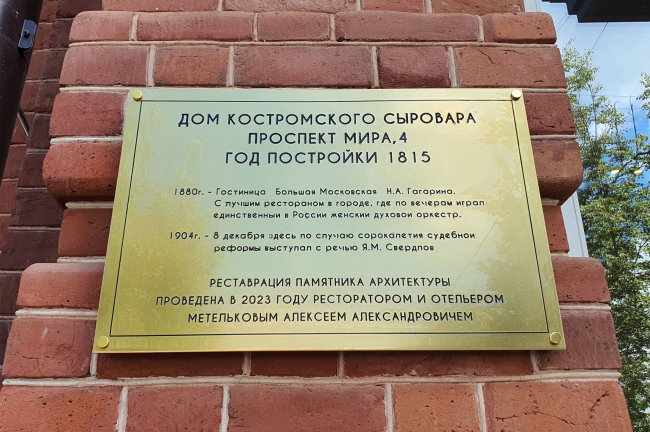 ДОМ КОСТРОМСКОГО СЫРОВАРА
ПРОСПЕКТ МИРА,4
ГОД ПОСТРОЙКИ 1815
1880г. - Гостиница Большая Московская Н.А. Гагарина.
С лучшим рестораном в городе, где по вечерам играл
единственный в России женский духовой оркестр.
1904г. - 8 декабря здесь по случаю сорокалетия судебной
реформы выступал с речью Я.М. Свердлов
РЕСТАВРАЦИЯ ПАМЯТНИКА АРХИТЕКТУРЫ
ПРОВЕДЕНА В 2023 ГОДУ РЕСТОРАТОРОМ И ОТЕЛЬЕРОМ
МЕТЕЛЬКОВЫМ АЛЕКСЕЕМ АЛЕКСАНДРОВИЧЕМ